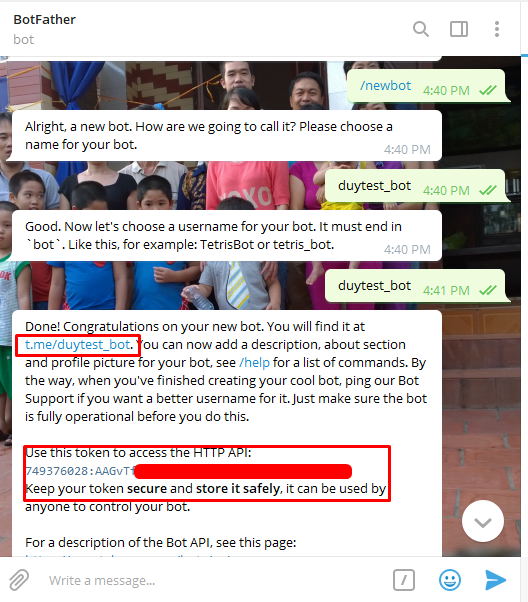 BotFather
bot
/newbot 4:40 PM
Alright, a new bot. How are we going to call it? Please choose a
name for your bot.
4:40 PM
duytest_bot 4:40 PM
Good. Now let's choose a username for your bot. It must end in
`bot`. Like this, for example: TetrisBot or tetris_bot.
4:40 PM
duytest_bot 4:41 PM
Done! Congratulations on your new bot. You will find it at
t.me/duytest_bot. You can now add a description, about section
and profile picture for your bot, see /help for a list of commands. By
the way, when you've finished creating your cool bot, ping our Bot
Support if you want a better username for it. Just make sure the bot
is fully operational before you do this.
Use this token to access the HTTP API:
749376028:AAGvTf
Keep your token secure and store it safely, it can be used by
anyone to control your bot.
For a description of the Bot API, see this page:
Write a message...